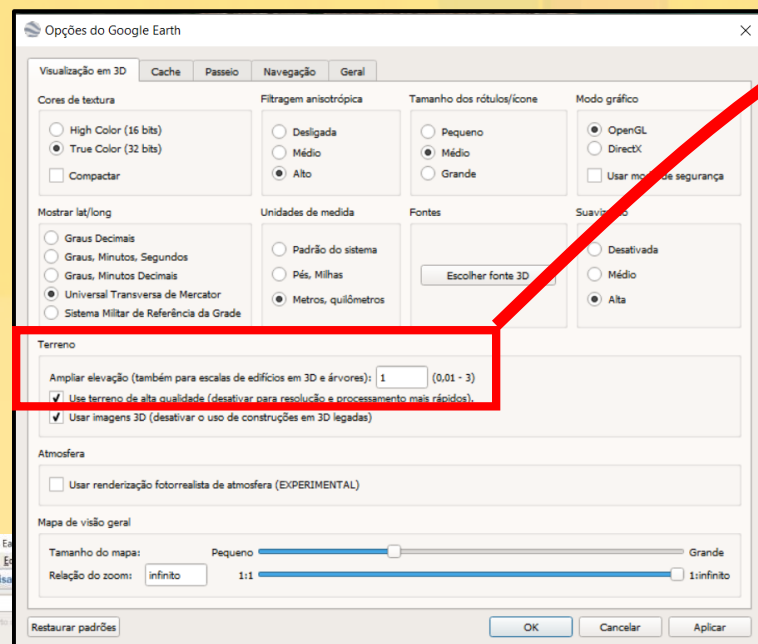 Opções do Google Earth
Visualização em 3D Cache Passeio Navegação Geral
Cores de textura
High Color (16 bits)
True Color (32 bits)
Compactar
Filtragem anisotrópica
Desligada
Médio
Alto
Tamanho dos rótulos/ícone
Pequeno
Médio
Grande
Modo gráfico
OpenGL
DirectX
Usar de segurança
Mostrar lat/long
Graus Decimais
Graus, Minutos, Segundos
Graus, Minutos Decimais
Universal Transversa de Mercator
Sistema Militar de Referência da Grade
Unidades de medida
Padrão do sistema
Pés, Milhas
Metros, quilômetros
Fontes
Escolher fonte 3D
Desativada
Médio
Alta
Terreno
Ampliar elevação (também para escalas de edifícios em 3D e árvores): 1 (0,01 - 3)
Use terreno de alta qualidade (desativar para resolução e processamento mais rápidos).
Usar imagens 3D (desativar o uso de construções em 3D legadas)
Atmosfera
Usar renderização fotorrealista de atmosfera (EXPERIMENTAL)
Mapa de visão geral
Tamanho do mapa: Pequeno Grande
Relação do zoom: infinito 1:1 1:infinito
Restaurar padrões OK Cancelar Aplicar